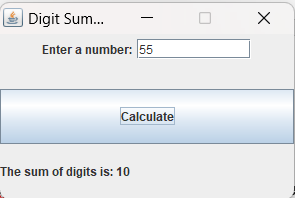 Digit Sum...
Enter a number: 55
Calculate
The sum of digits is: 10